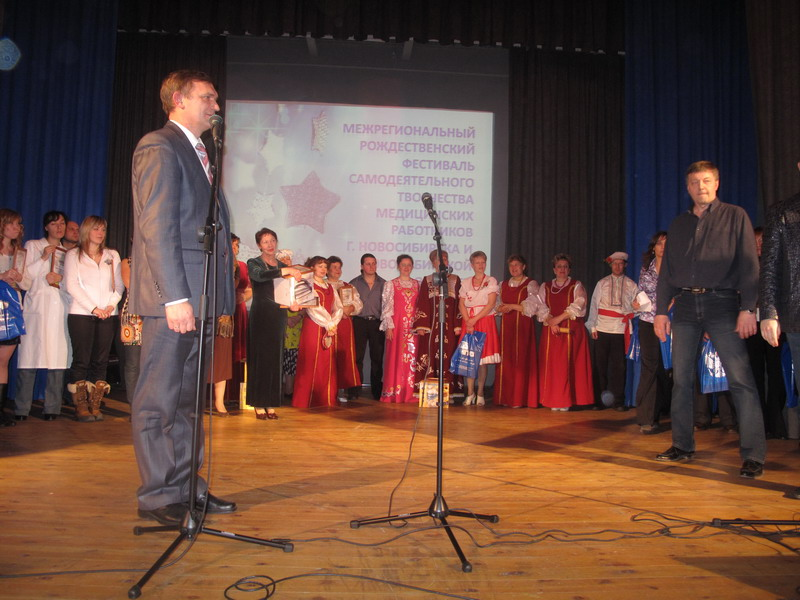 МЕЖРЕГИОНАЛЬНЫЙ
РОЖДЕСТВЕНСКИЙ
ФЕСТИВАЛЬ
САМОДЕЯТЕЛЬНОГО
ТВОРЧЕСТВА
МЕДИЦИНСКИХ
РАБОТНИКОВ
Г. НОВОСИБИРСКА И